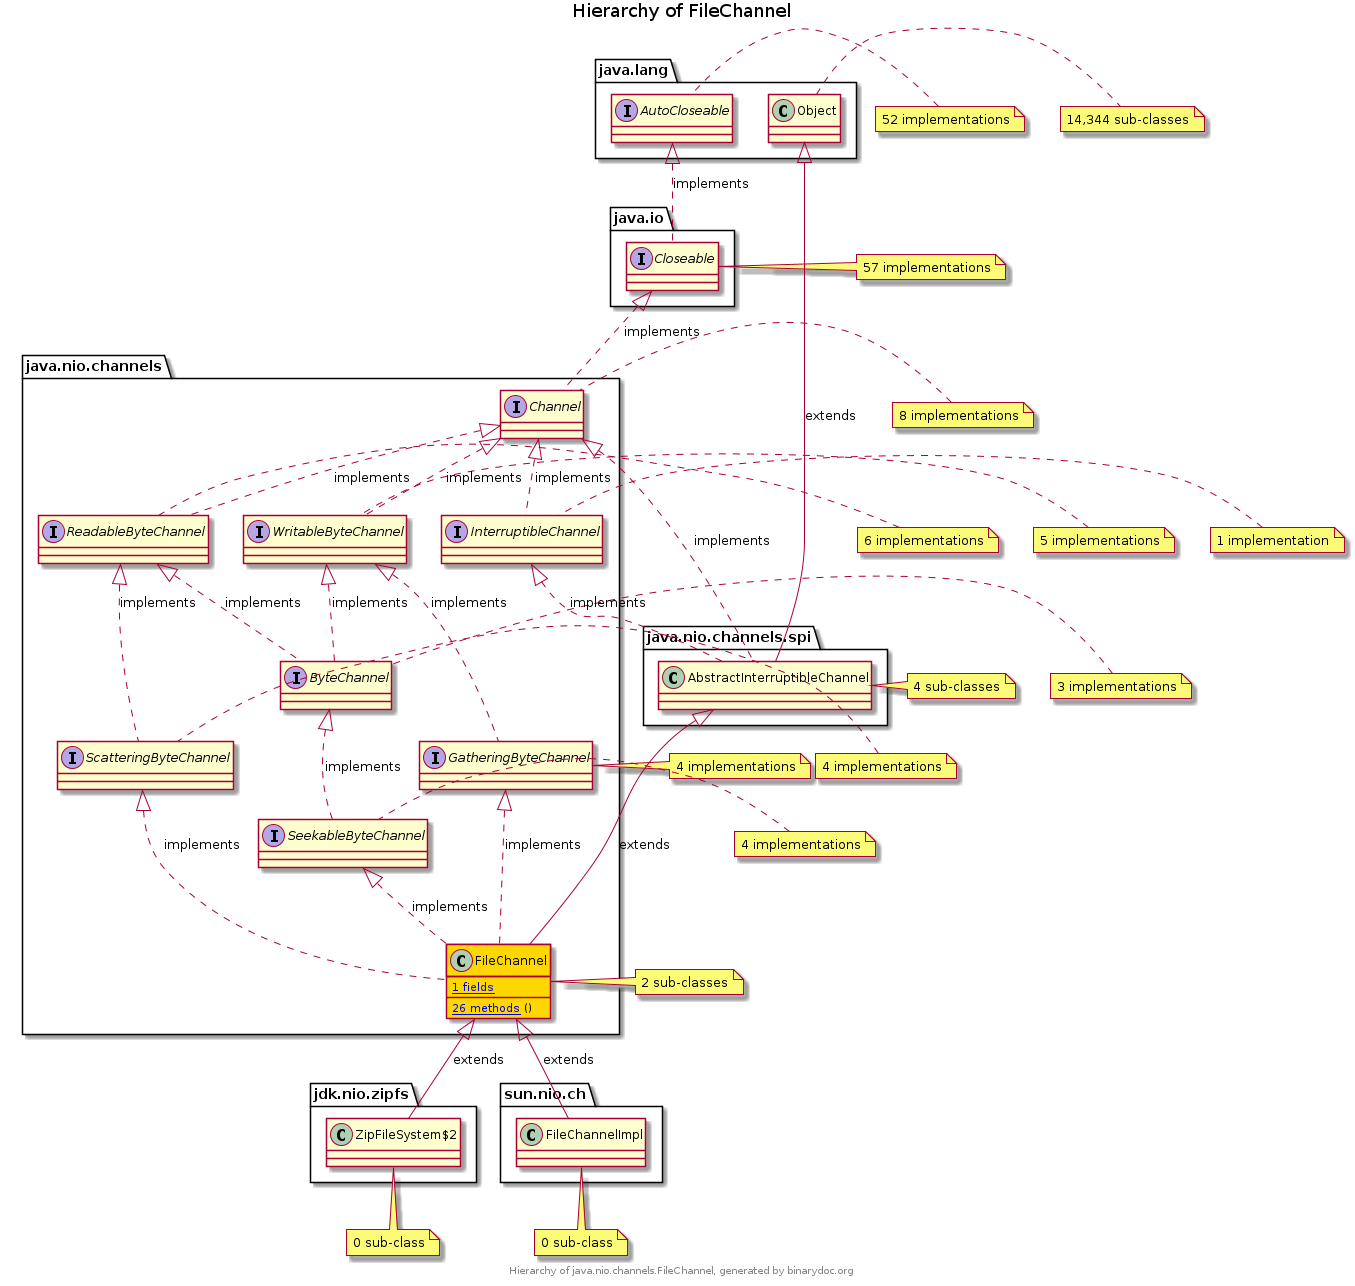 Hierarchy of FileChannel
java.lang
I AutoCloseable
C Object
52 implementations
14,344 sub-classes
implements
java.io
I Closeable
57 implementations
implements
java.nio.channels
I Channel
8 implementations
extends
implements
implements
implements
I ReadableByteChannel
I WritableByteChannel
I InterruptibleChannel
implements
6 implementations
5 implementations
1 implementation
implements
implements
implements
implements
implements
java.nio.channels.spi
I ByteChannel
C AbstractInterruptibleChannel
4 sub-classes
3 implementations
I ScatteringByteChannel
implements
I GatheringByteChannel
4 implementations
4 implementations
I SeekableByteChannel
implements
implements
extends
4 implementations
implements
C FileChannel
1 fields
26 methods ()
2 sub-classes
extends
extends
jdk.nio.zipfs
sun.nio.ch
C ZipFileSystem$2
C FileChannelImpl
0 sub-class
0 sub-class
Hierarchy of java.nio.channels.FileChannel, generated by binarydoc.org